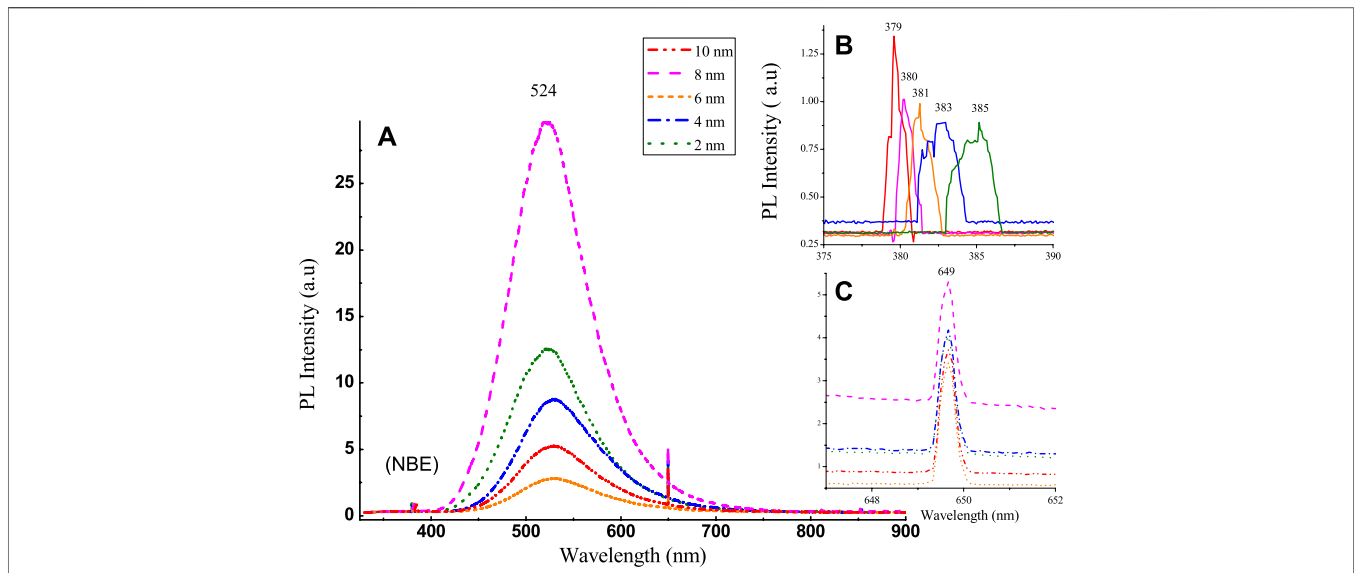 A
524
10 nm
8 nm
6 nm
4 nm
2 nm
PL Intensity (a.u)
25
20
15
10
5
0
(NBE)
400
500
600
700
800
900
Wavelength (nm)
B
379
380
381
383
385
PL Intensity ( a.u)
1.25
1.00
0.75
0.50
0.25
375
380
385
390
C
649
5
4
3
2
1
648
650
652
Wavelength (nm)